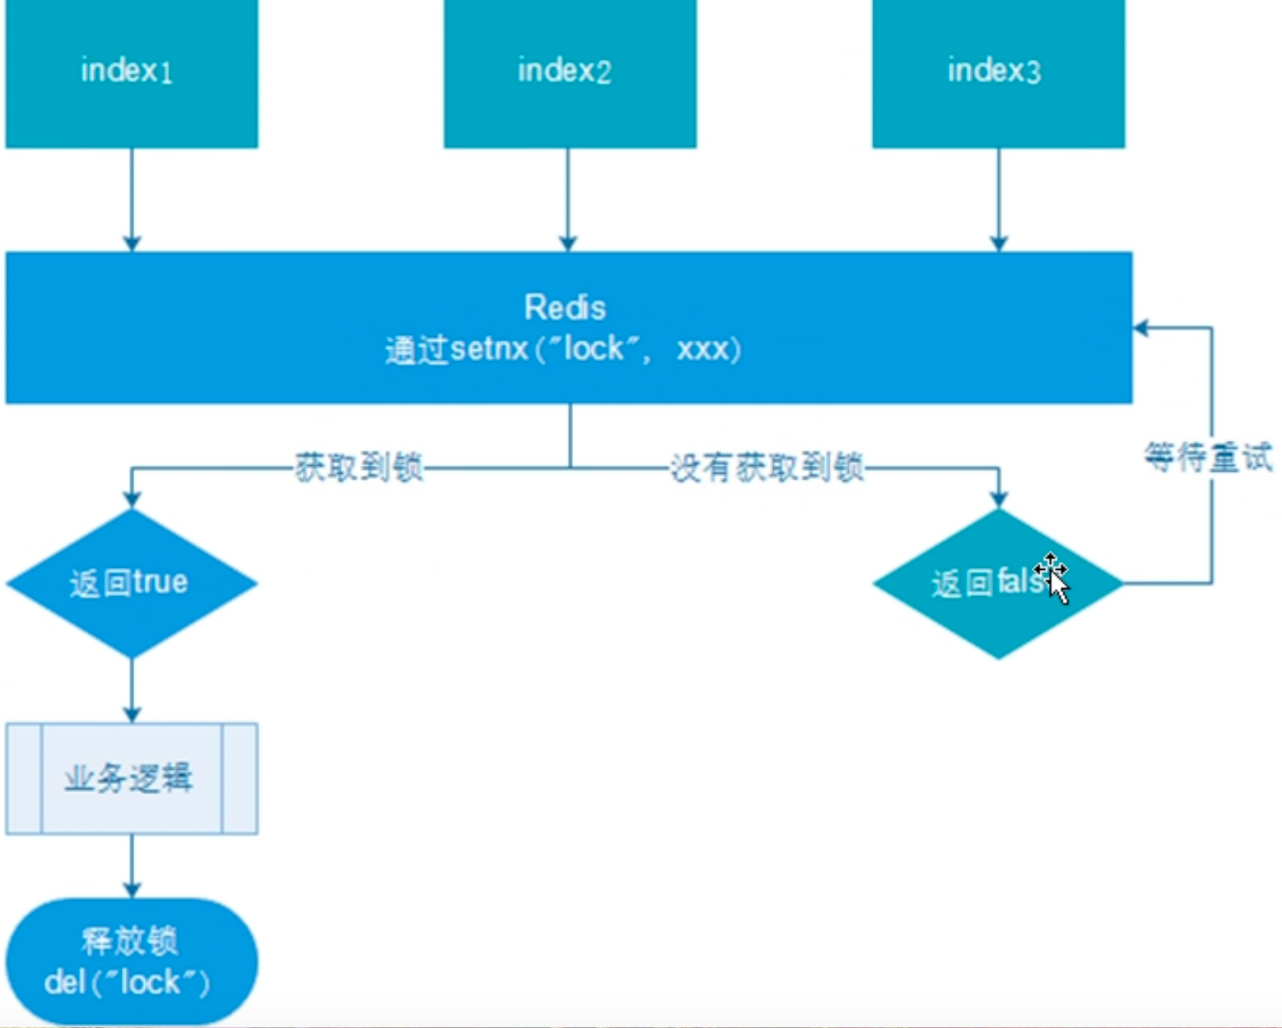 index1
index2
index3
Redis
通过setnx("lock", xxx)
获取到锁
没有获取到锁
等待重试
返回true
返回fals
业务逻辑
释放锁
del("lock")